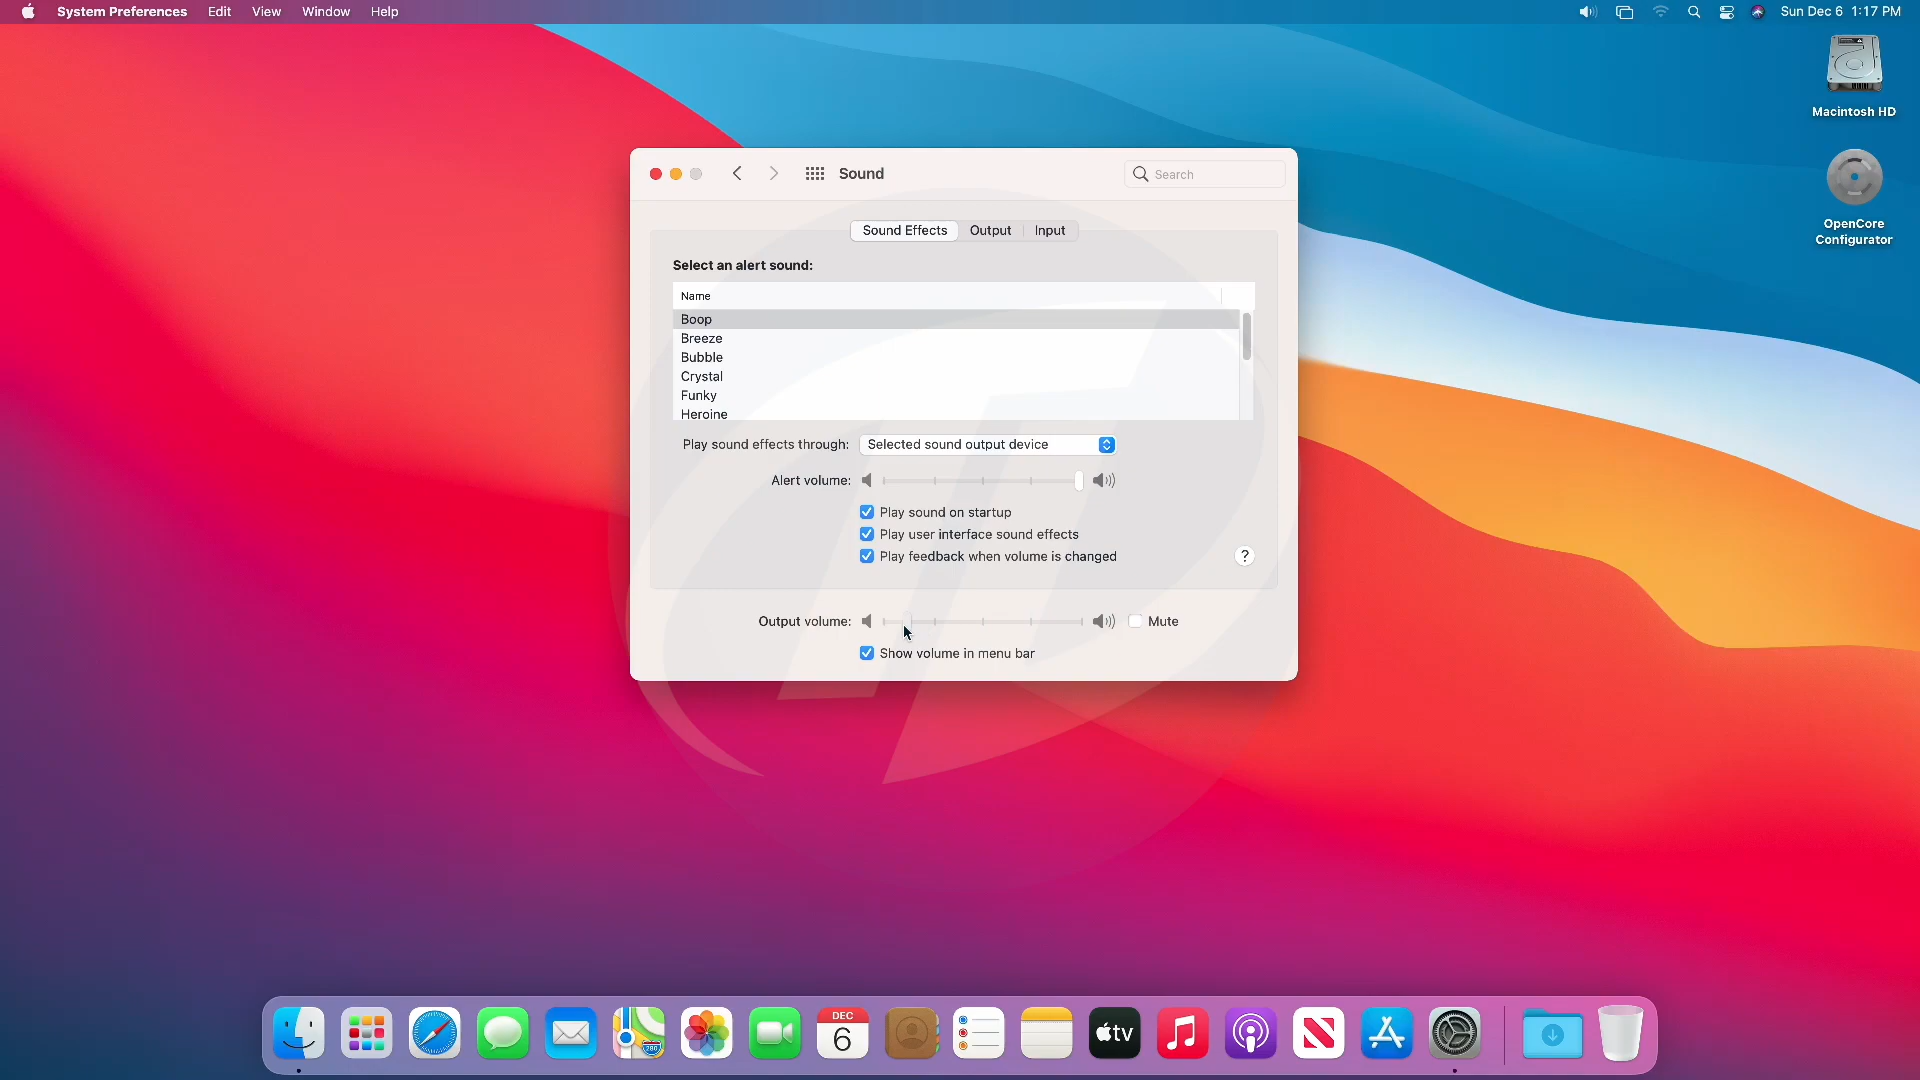 System Preferences Edit View Window Help
Sun Dec 6 1:17 PM
Macintosh HD
OpenCore
Configurator
Sound
Search
Sound Effects Output Input
Select an alert sound:
Name
Boop
Breeze
Bubble
Crystal
Funky
Heroine
Play sound effects through: Selected sound output device
Alert volume:
Play sound on startup
Play user interface sound effects
Play feedback when volume is changed
?
Output volume: Mute
Show volume in menu bar
DEC
6
tv
280